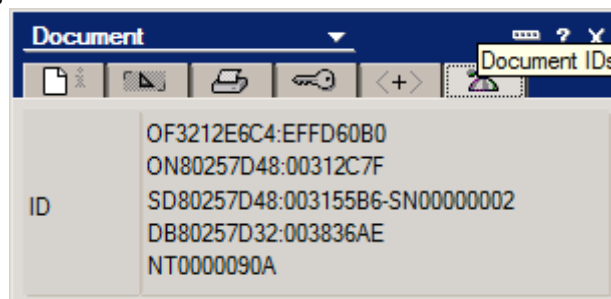 Document
? X
<+>
Document IDs
ID
OF3212E6C4:EFFD60B0
ON80257D48:00312C7F
SD80257D48:003155B6-SN00000002
DB80257D32:003836AE
NT0000090A